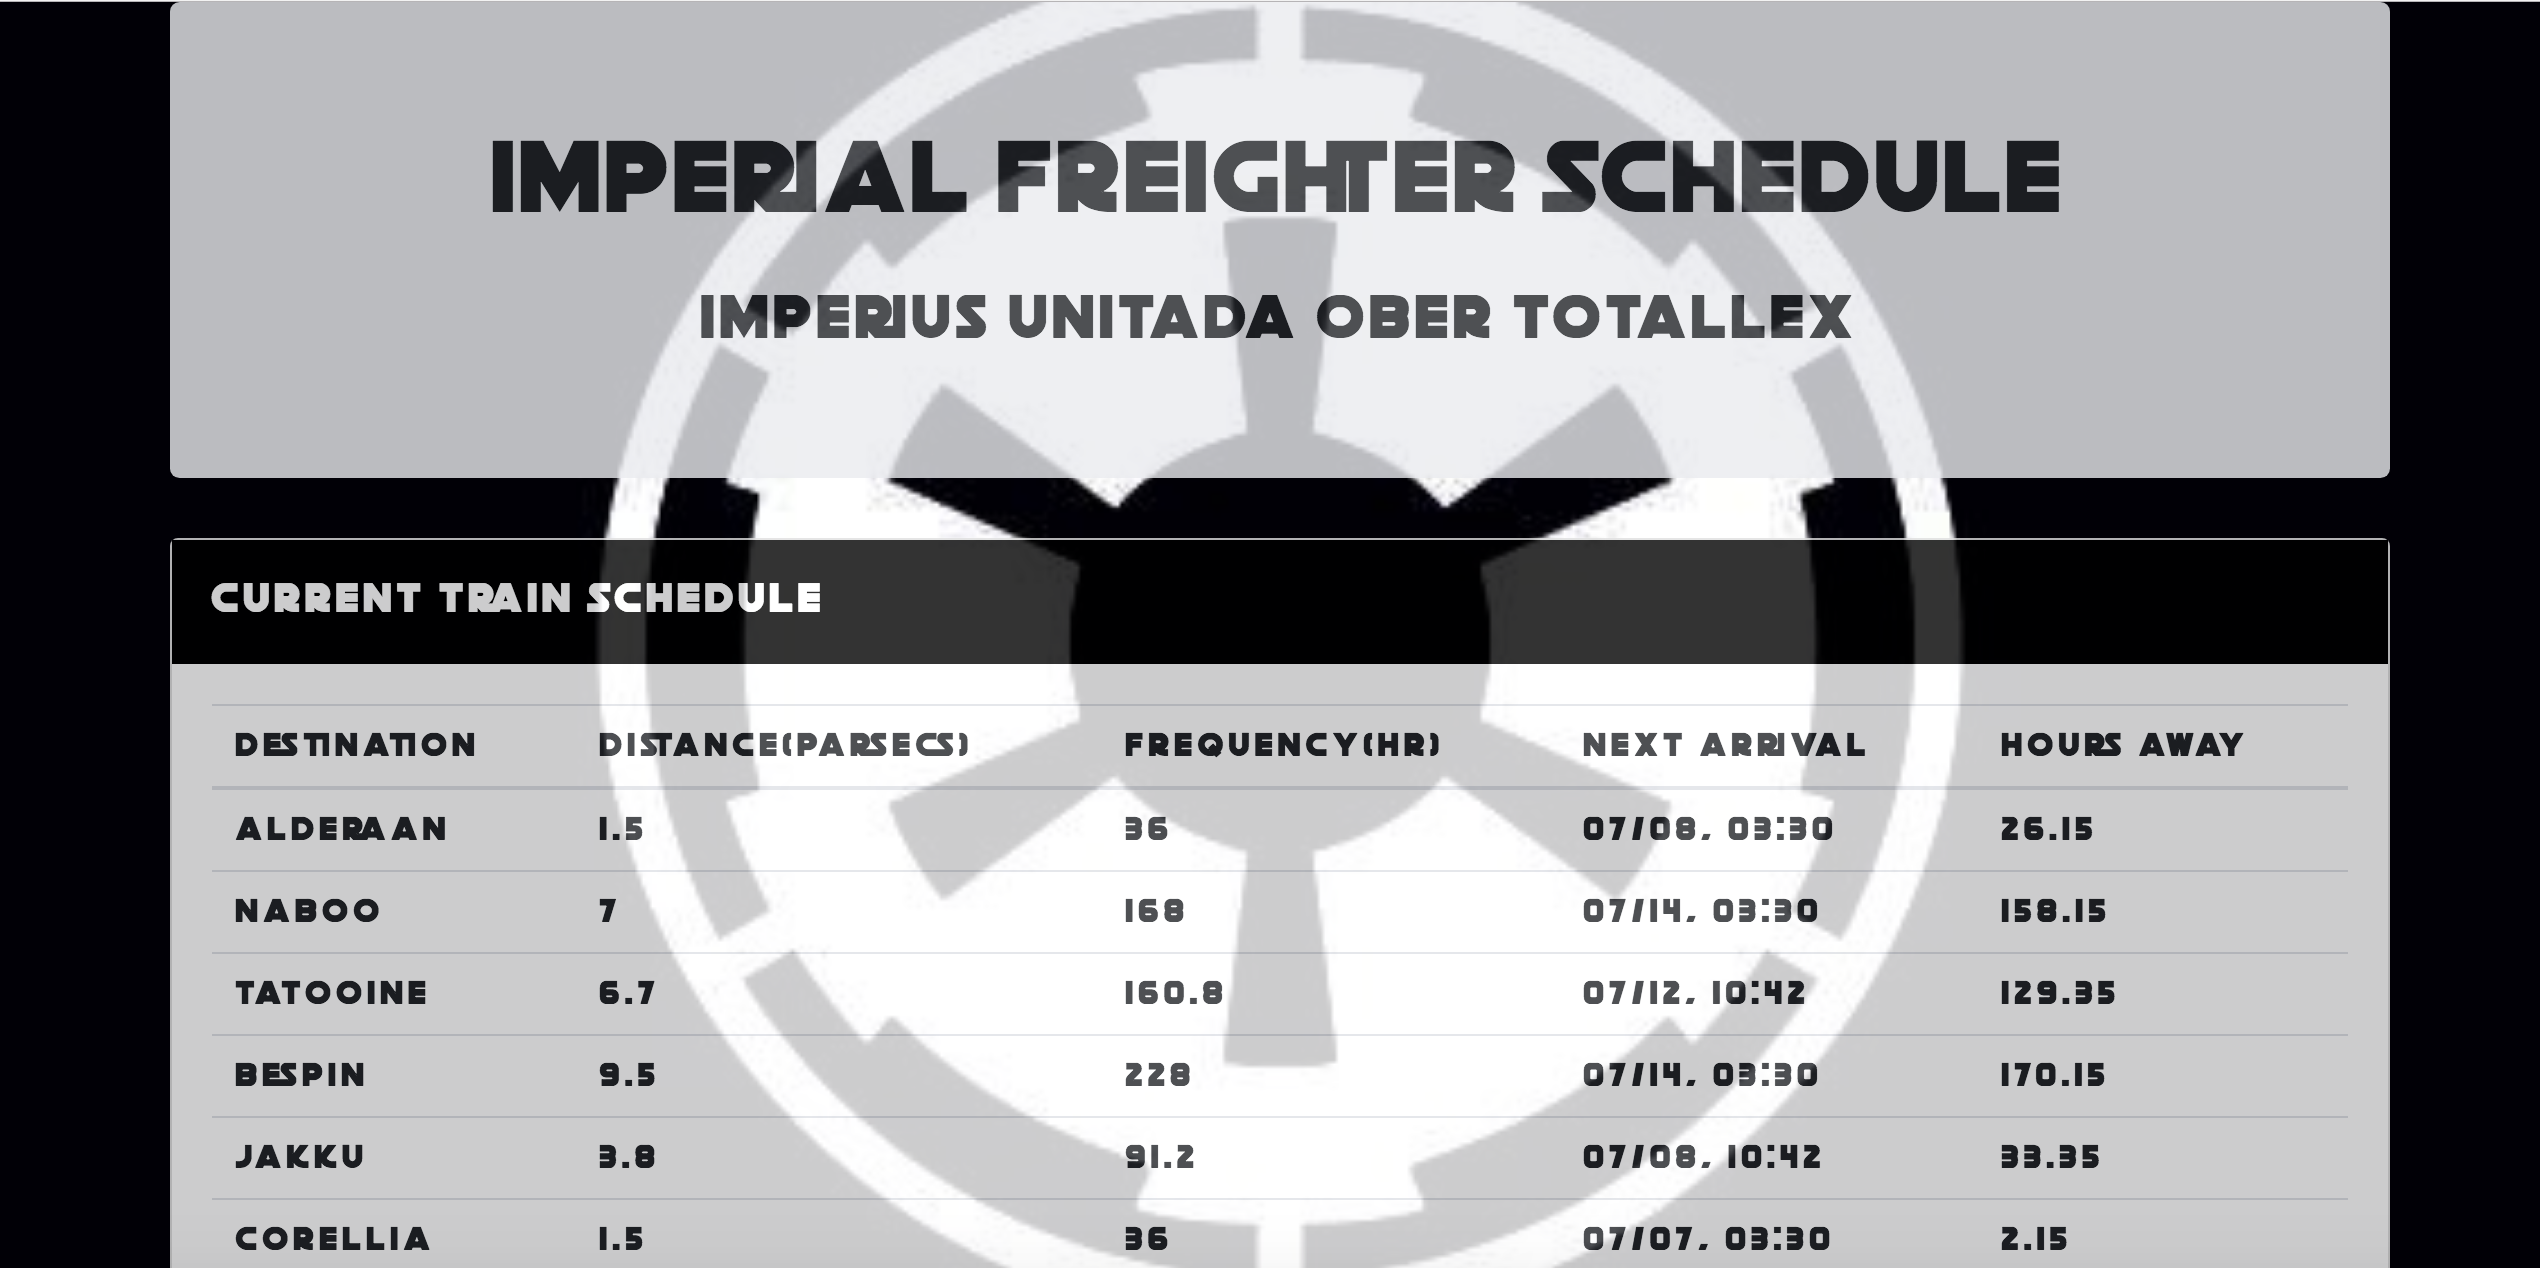 IMPERIAL FREIGHTER SCHEDULE
IMPERIUS UNITADA OBER TOTALLEX
CURRENT TRAIN SCHEDULE
DESTINATION DISTANCE(PARSECS) FREQUENCY(HR) NEXT ARRIVAL HOURS AWAY
ALDERAAN 1.5 36 07/08, 03:30 26.15
NABOO 7 168 07/14, 03:30 158.15
TATOOINE 6.7 160.8 07/12, 10:42 129.35
BESPIN 9.5 228 07/14, 03:30 170.15
JAKKU 3.8 91.2 07/08, 10:42 33.35
CORELLIA 1.5 36 07/07, 03:30 2.15